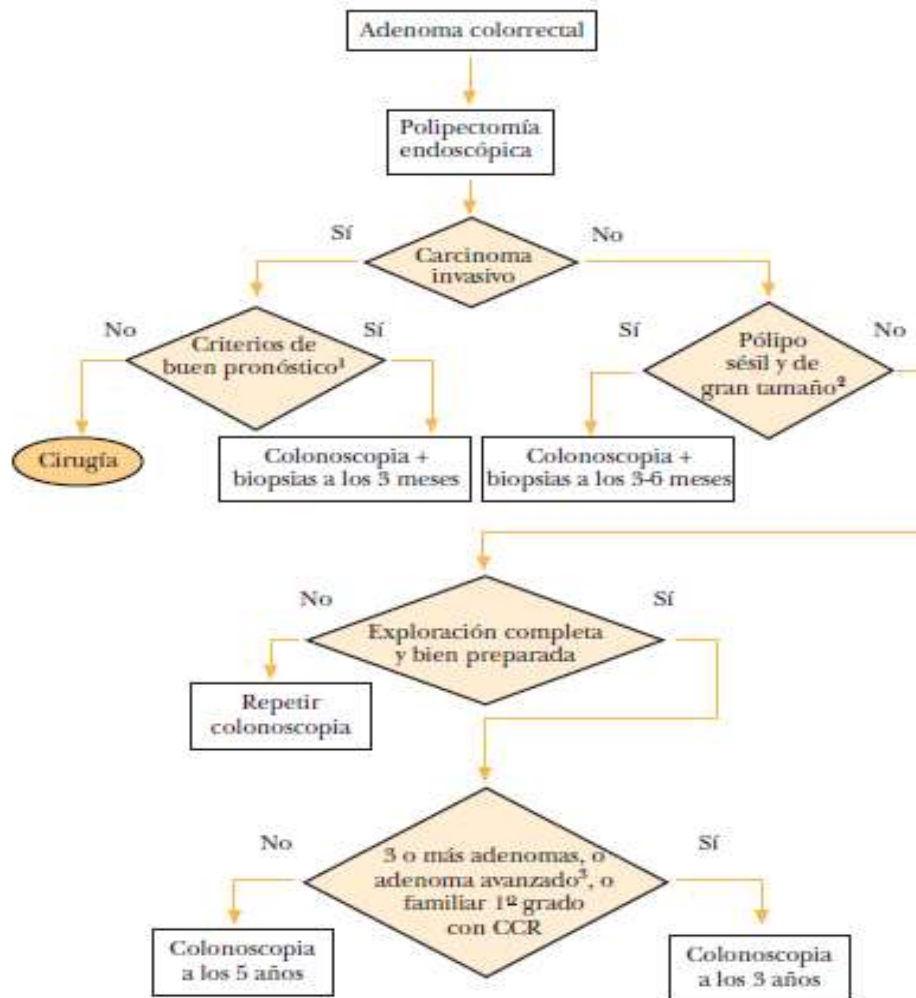 Adenoma colorrectal
Polipectomía
endoscópica
Sí
No
Carcinoma
invasivo
No
Sí
Criterios de
buen pronóstico¹
Sí
No
Pólipo
sésil y de
gran tamaño²
Cirugía
Colonoscopia +
biopsias a los 3 meses
Colonoscopia +
biopsias a los 3-6 meses
No
Sí
Exploración completa
y bien preparada
Repetir
colonoscopia
No
Sí
3 o más adenomas, o
adenoma avanzado³, o
familiar 1º grado
con CCR
Colonoscopia
a los 5 años
Colonoscopia
a los 3 años